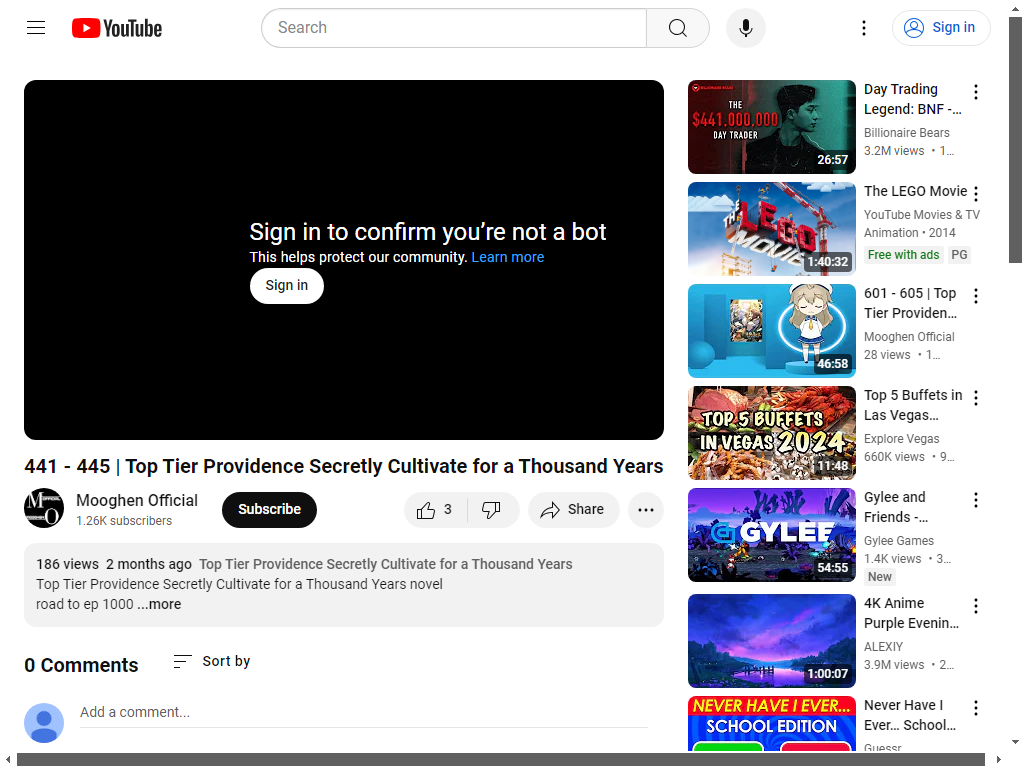 YouTube
Search
Sign in
Sign in to confirm you're not a bot
This helps protect our community. Learn more
Sign in
441 - 445 | Top Tier Providence Secretly Cultivate for a Thousand Years
Mooghen Official
1.26K subscribers
Subscribe
3
Share
186 views 2 months ago Top Tier Providence Secretly Cultivate for a Thousand Years
Top Tier Providence Secretly Cultivate for a Thousand Years novel
road to ep 1000 ...more
0 Comments
Sort by
Add a comment...
THE
$441.000.000
DAY TRADER
26:57
Day Trading
Legend: BNF -...
Billionaire Bears
3.2M views • 1...
THE
LEGO
MOVIE
1:40:32
The LEGO Movie
YouTube Movies & TV
Animation • 2014
Free with ads
PG
46:58
601 - 605 | Top
Tier Providen...
Mooghen Official
28 views • 1...
TOP 5 BUFFETS
IN VEGAS 2024
11:48
Top 5 Buffets in
Las Vegas...
Explore Vegas
660K views • 9...
GYLEE
54:55
Gylee and
Friends -...
Gylee Games
1.4K views • 3...
New
1:00:07
4K Anime
Purple Evenin...
ALEXIY
3.9M views • 2...
NEVER HAVE I EVER...
SCHOOL EDITION
Never Have I
Ever... School...
Guessr